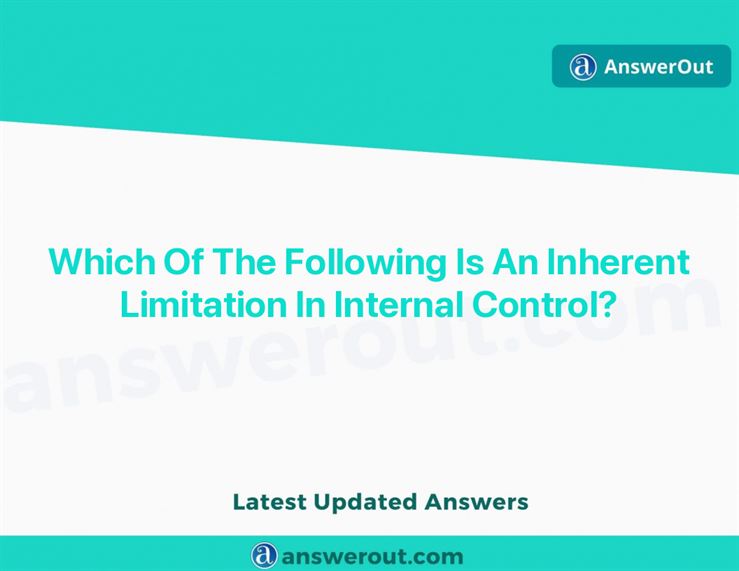 AnswerOut
Which Of The Following Is An Inherent
Limitation In Internal Control?
answerout.com
Latest Updated Answers
answerout.com